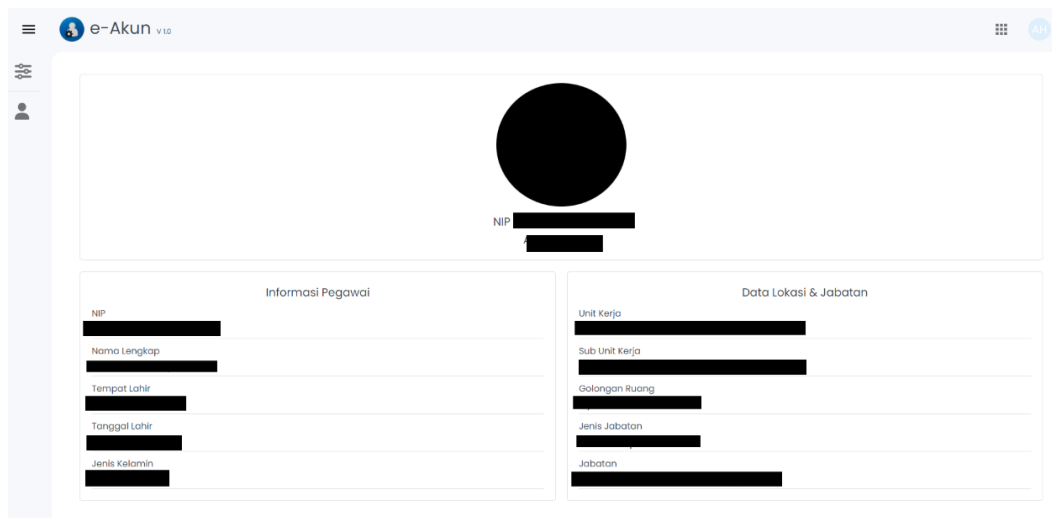 e-Akun V 1.0
AH
NIP
Informasi Pegawai
NIP
Nama Lengkap
Tempat Lahir
Tanggal Lahir
Jenis Kelamin
Data Lokasi & Jabatan
Unit Kerja
Sub Unit Kerja
Golongan Ruang
Jenis Jabatan
Jabatan